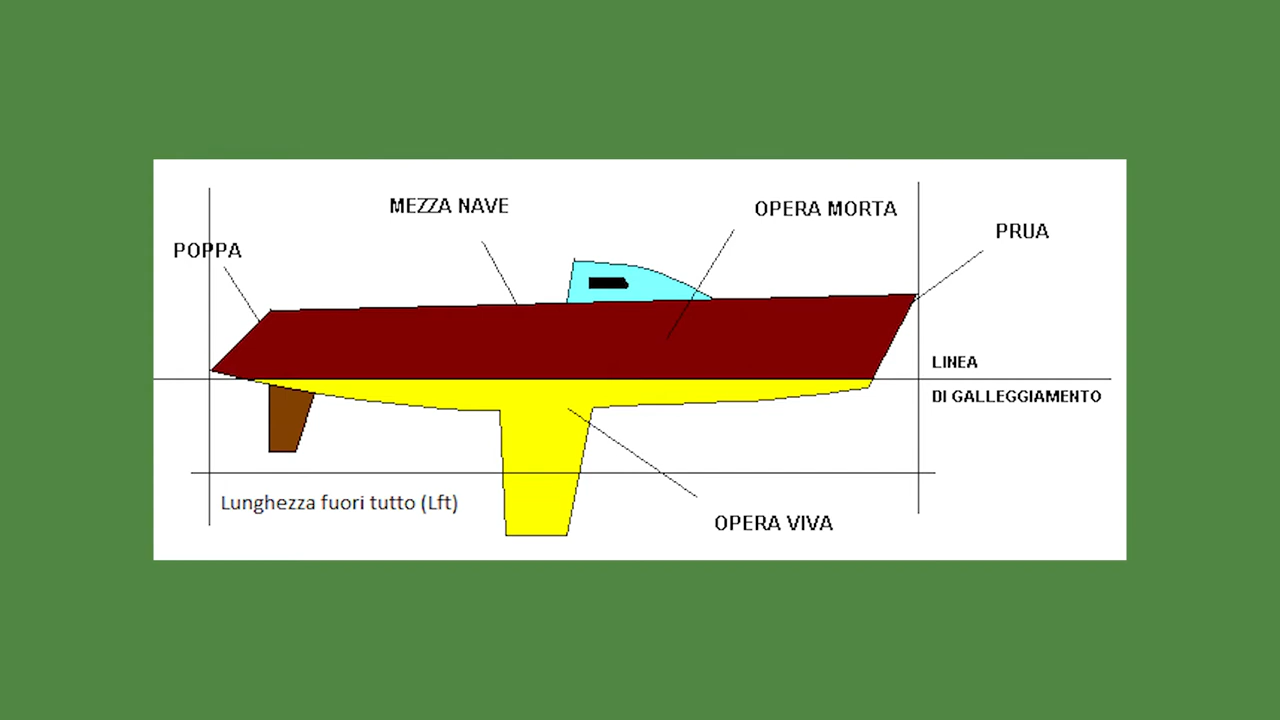 MEZZA NAVE
OPERA MORTA
PRUA
POPPA
LINEA
DI GALLEGGIAMENTO
Lunghezza fuori tutto (Lft)
OPERA VIVA